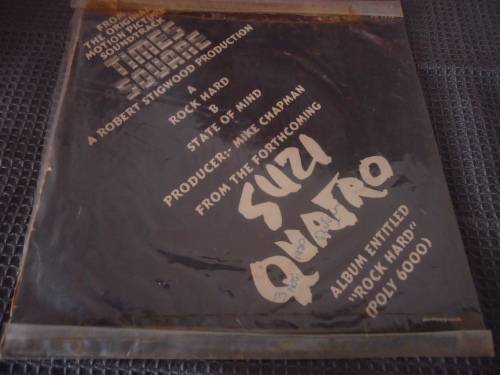 FROM
THE ORIGINAL
MOTION PICTURE
SOUNDTRACK
TIMES
SQUARE
A ROBERT STIGWOOD PRODUCTION
A
ROCK HARD
B
STATE OF MIND
PRODUCER:- MIKE CHAPMAN
FROM THE FORTHCOMING
SUZI
QUATRO
ALBUM ENTITLED
"ROCK HARD"
(POLY 6000)